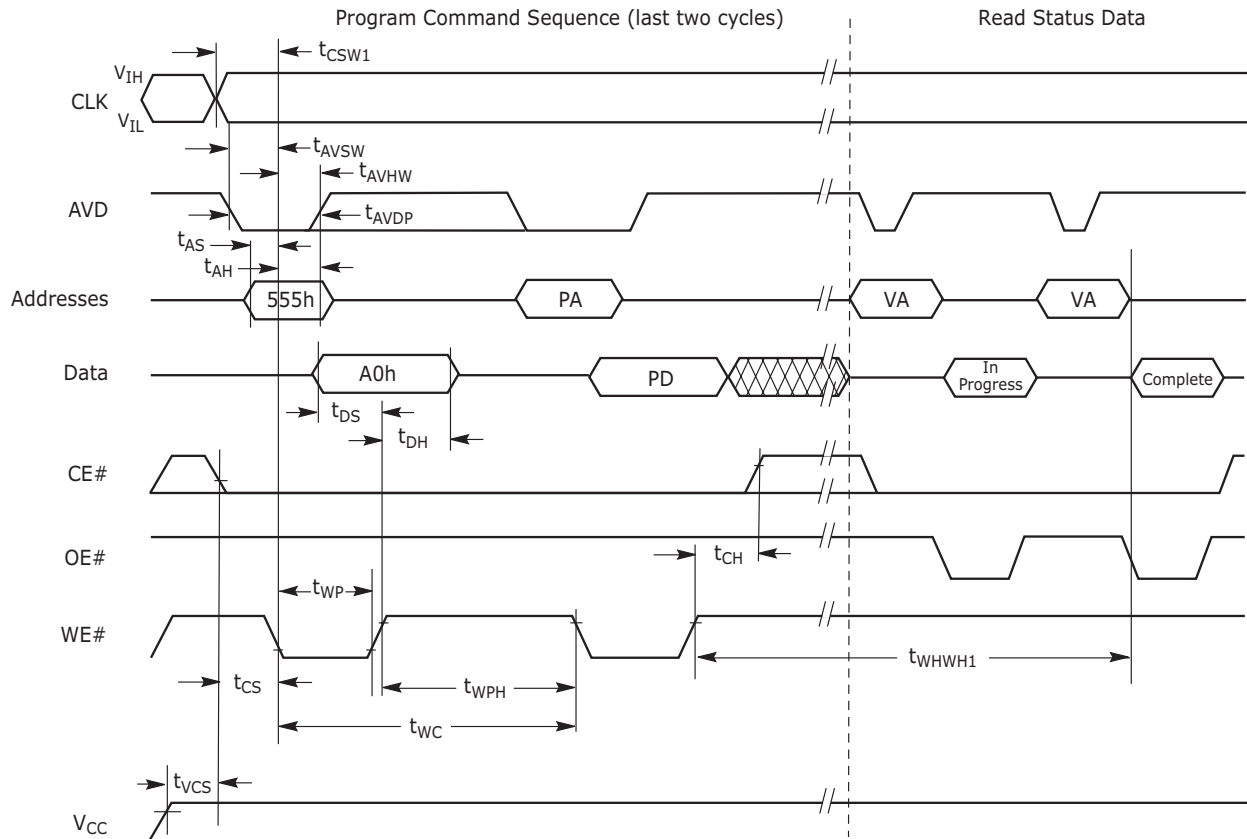 Program Command Sequence (last two cycles)
Read Status Data
tCSW1
VIH
CLK
VIL
tAVSW
tAVHW
AVD
tAVDP
tAS
tAH
Addresses
555h
PA
VA
VA
Data
A0h
PD
In
Progress
Complete
tDS
tDH
CE#
OE#
tCH
tWP
WE#
tWHWH1
tCS
tWPH
tWC
tVCS
VCC